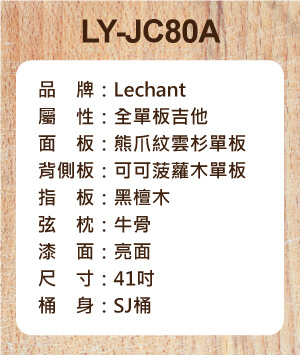 LY-JC80A
品　牌：Lechant
屬　性：全單板吉他
面　板：熊爪紋雲杉單板
背側板：可可菠蘿木單板
指　板：黑檀木
弦　枕：牛骨
漆　面：亮面
尺　寸：41吋
桶　身：SJ桶